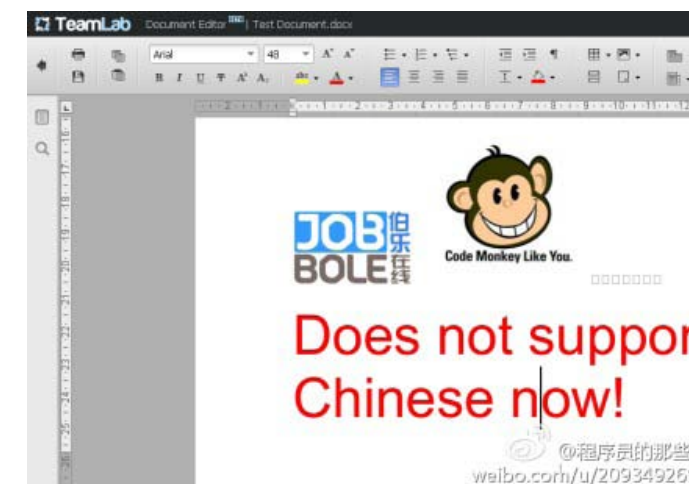 TeamLab Document Editor | Test Document.docx
Arial 48
JOB 伯乐
BOLE 在线
Code Monkey Like You.
Does not suppor
Chinese now!
@程序员的那些
weibo.com/u/20934926